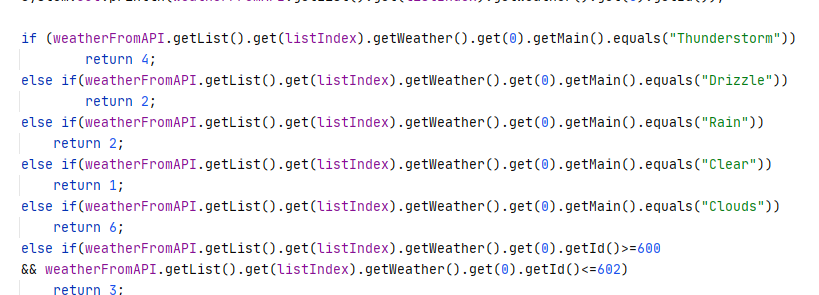 if (weatherFromAPI.getList().get(listIndex).getWeather().get(0).getMain().equals("Thunderstorm"))
return 4;
else if(weatherFromAPI.getList().get(listIndex).getWeather().get(0).getMain().equals("Drizzle"))
return 2;
else if(weatherFromAPI.getList().get(listIndex).getWeather().get(0).getMain().equals("Rain"))
return 2;
else if(weatherFromAPI.getList().get(listIndex).getWeather().get(0).getMain().equals("Clear"))
return 1;
else if(weatherFromAPI.getList().get(listIndex).getWeather().get(0).getMain().equals("Clouds"))
return 6;
else if(weatherFromAPI.getList().get(listIndex).getWeather().get(0).getId()>=600
&& weatherFromAPI.getList().get(listIndex).getWeather().get(0).getId()<=602)
return 3;